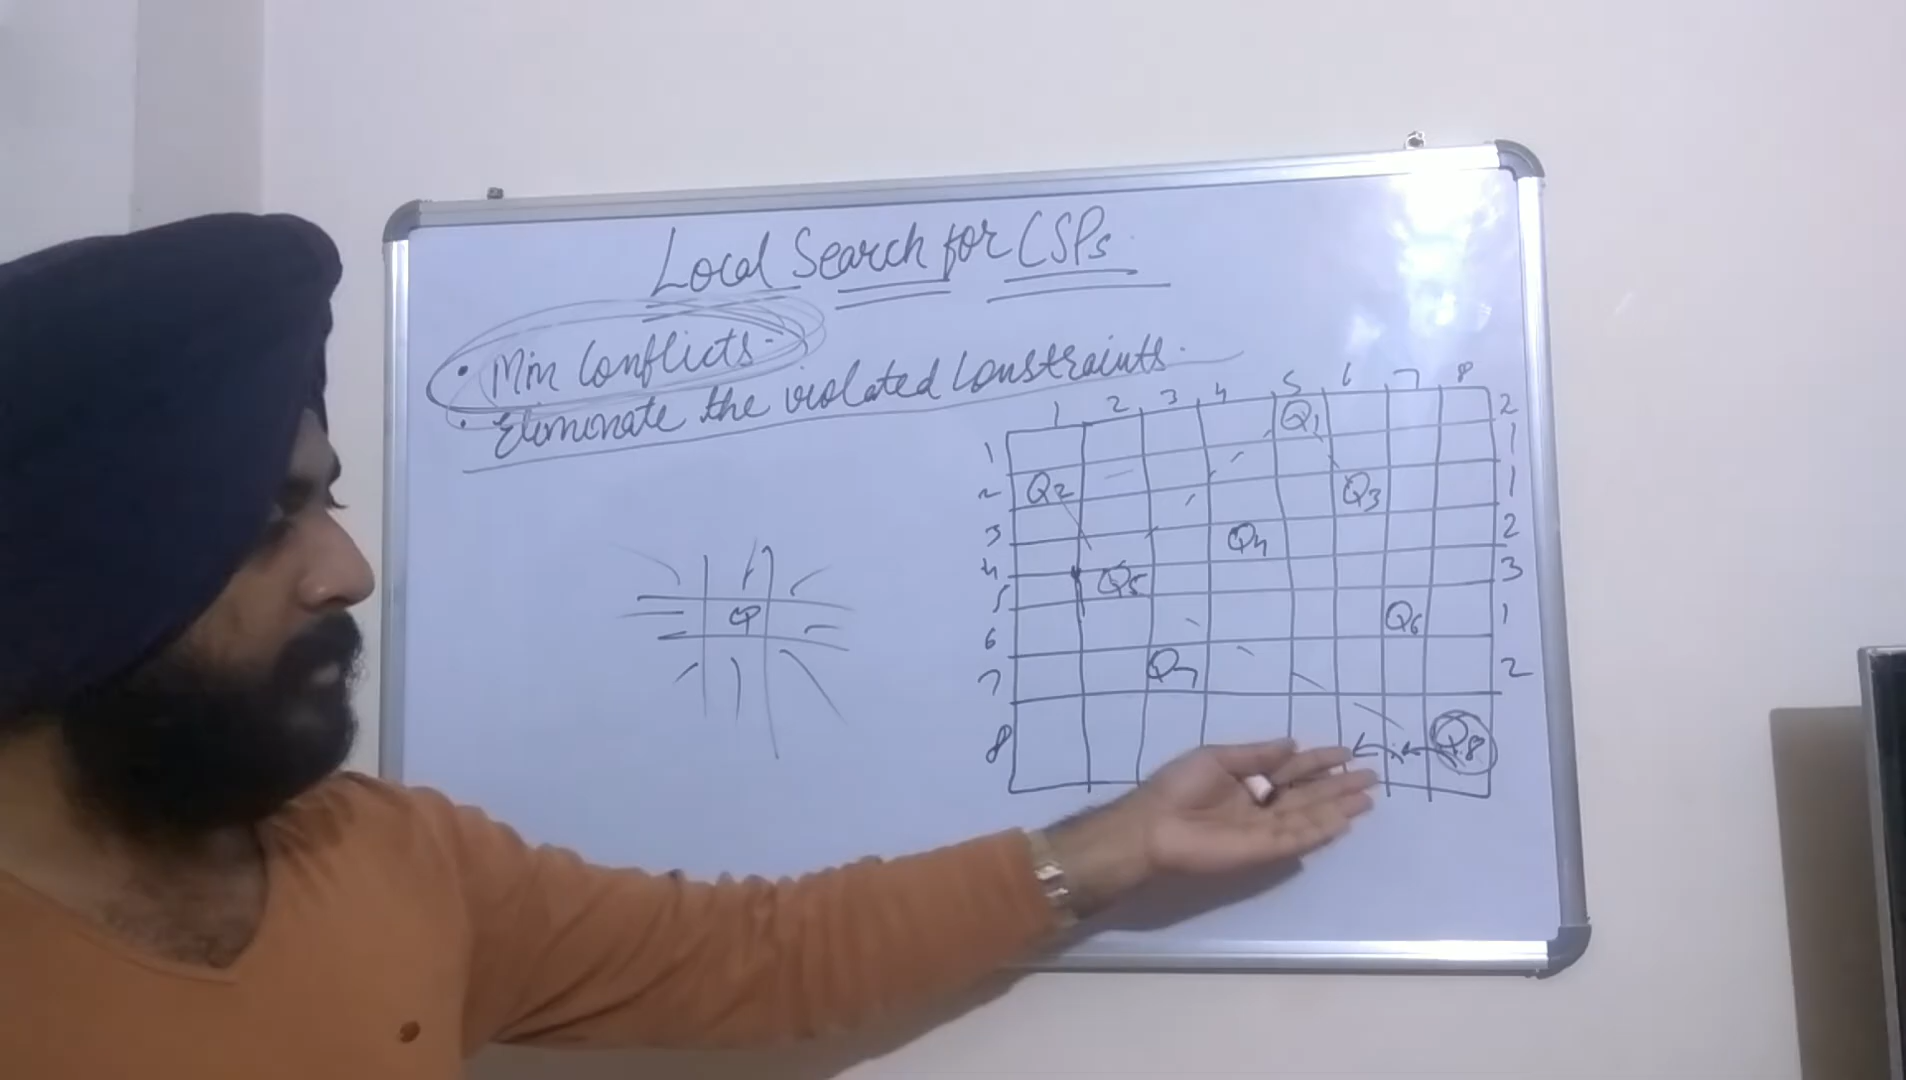 Local Search for CSPs.
• Min Conflicts.
• Eliminate the violated Constraints.
1 2 3 4 5 6 7 8
1 Q1 2
1
2 Q2 Q3 1
3 Q4 2
4 Q5 3
5
6 Q6 1
7 Q7 2
8 Q8